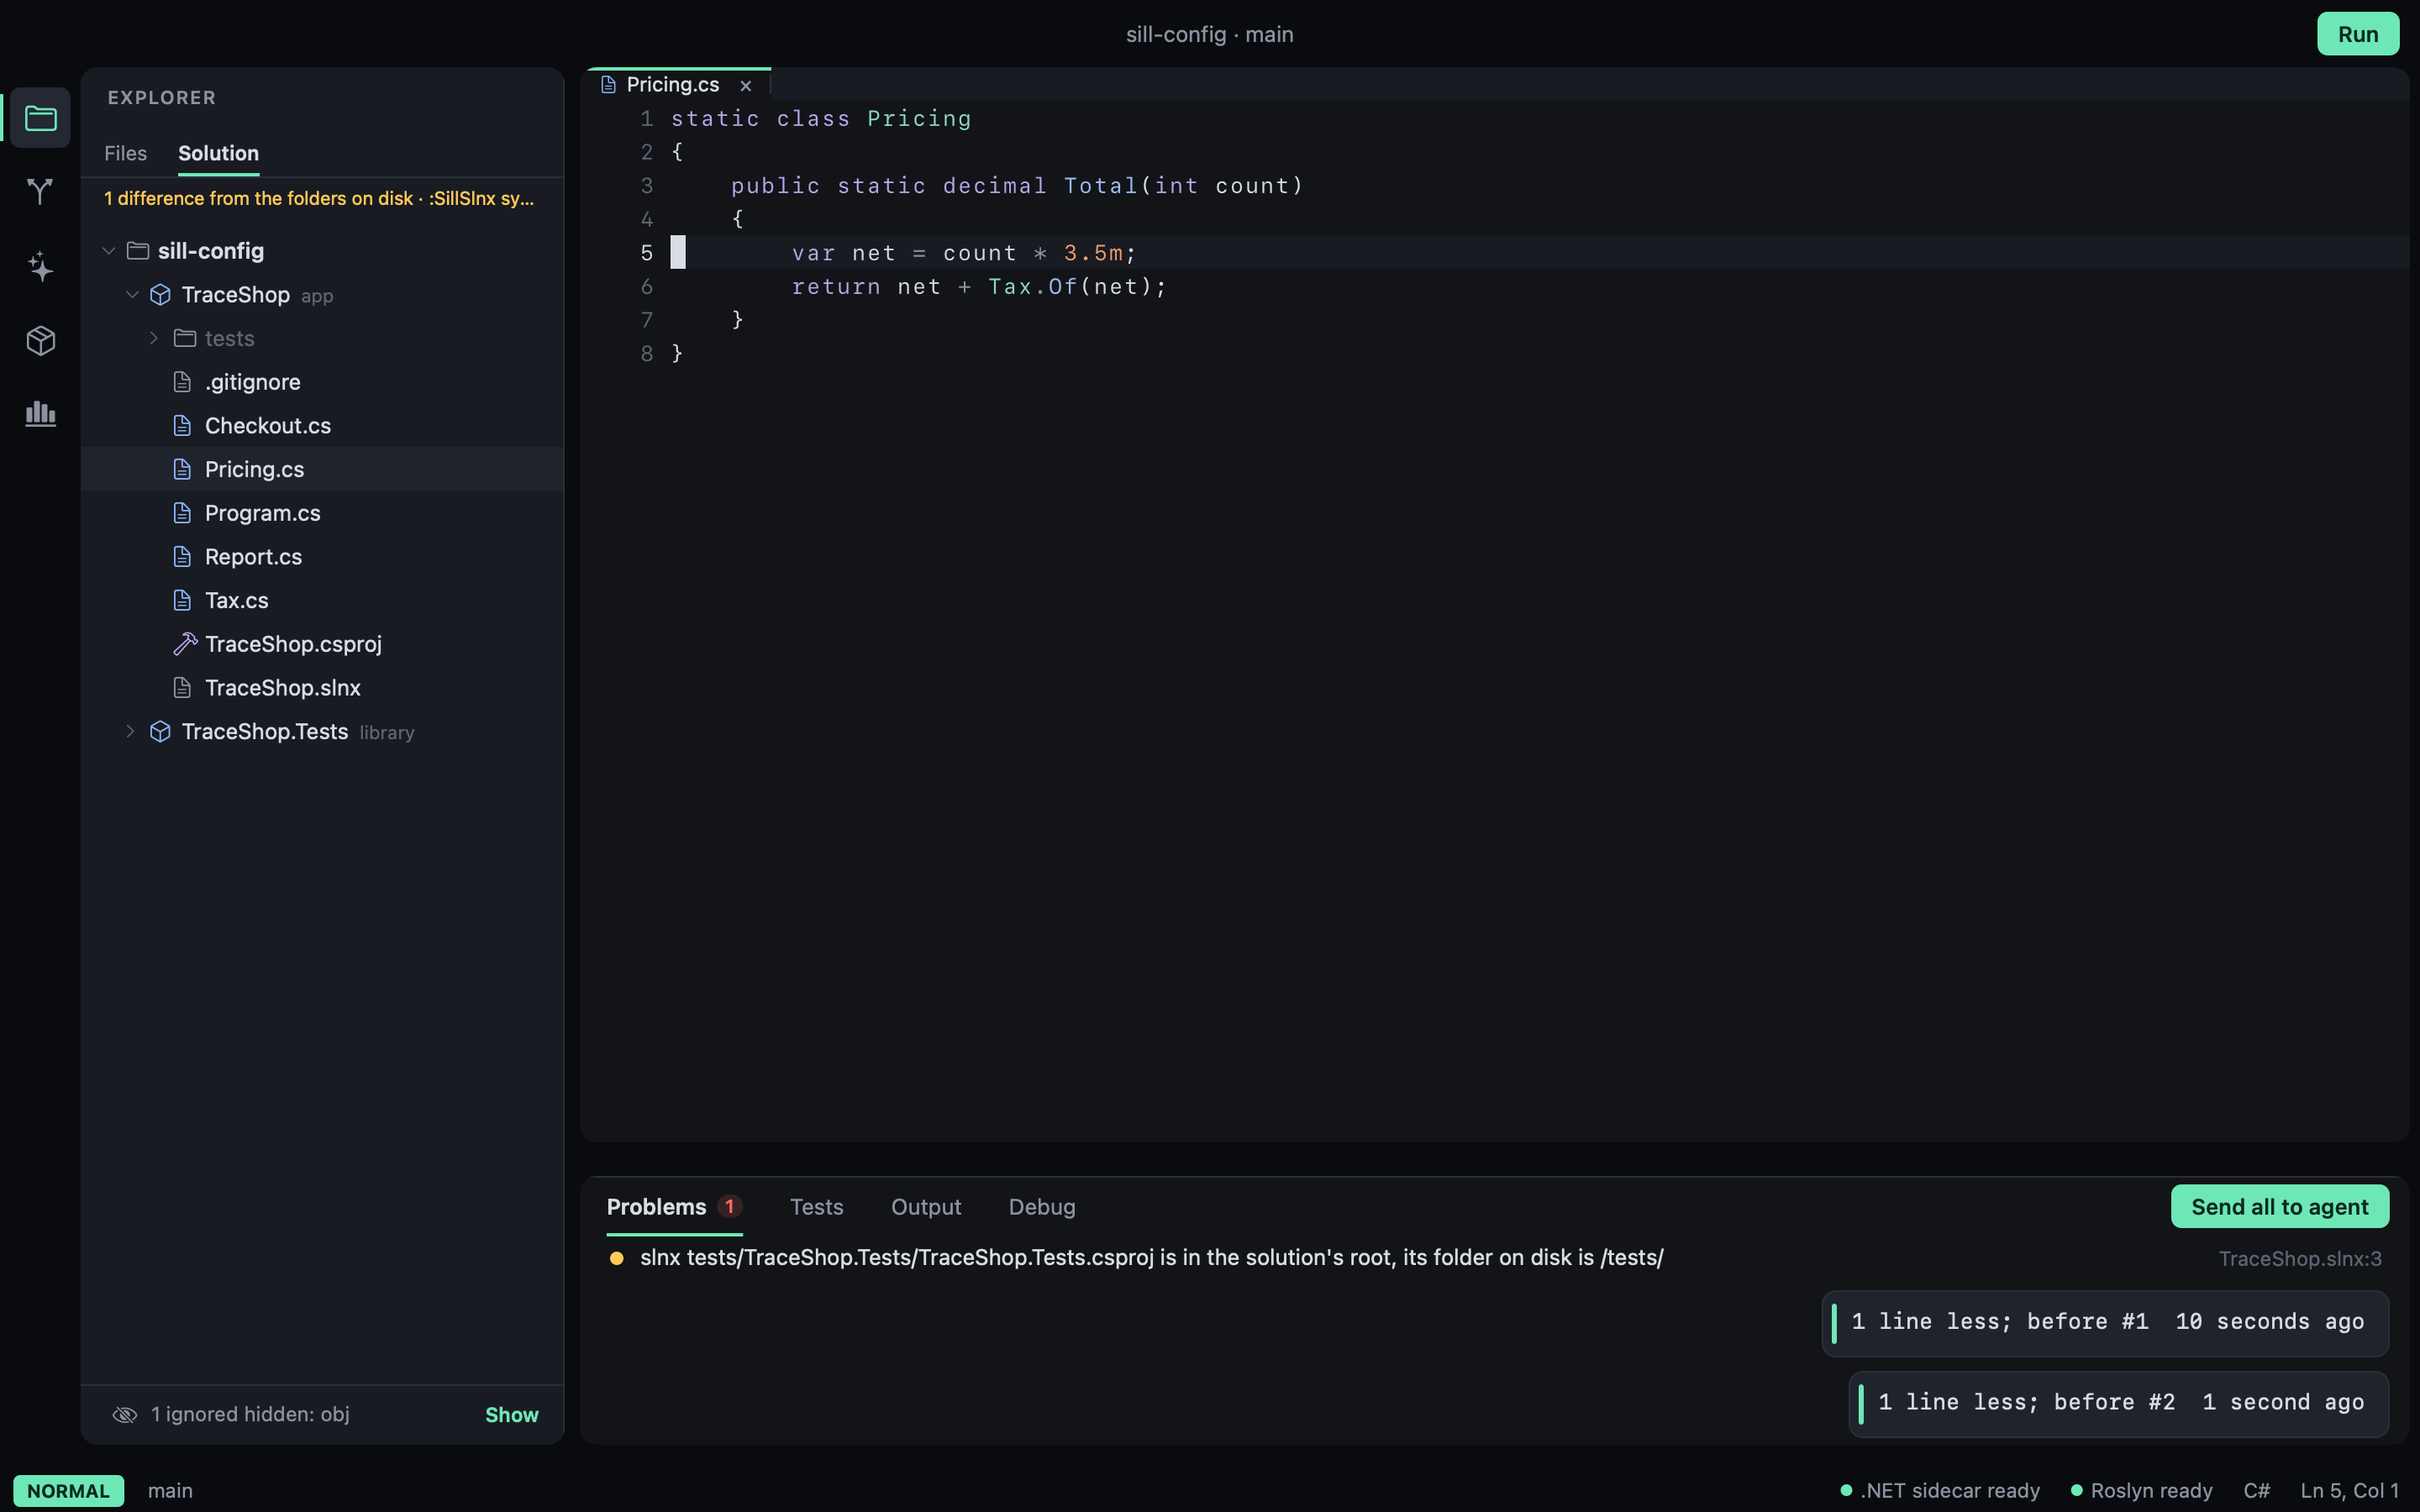 sill-config · main
Run
EXPLORER
Files Solution
1 difference from the folders on disk · :SillSlnx sy...
sill-config
TraceShop app
tests
.gitignore
Checkout.cs
Pricing.cs
Program.cs
Report.cs
Tax.cs
TraceShop.csproj
TraceShop.slnx
TraceShop.Tests library
1 ignored hidden: obj Show
Pricing.cs ×
1 static class Pricing
2 {
3     public static decimal Total(int count)
4     {
5         var net = count * 3.5m;
6         return net + Tax.Of(net);
7     }
8 }
Problems 1 Tests Output Debug Send all to agent
slnx tests/TraceShop.Tests/TraceShop.Tests.csproj is in the solution's root, its folder on disk is /tests/ TraceShop.slnx:3
1 line less; before #1  10 seconds ago
1 line less; before #2  1 second ago
NORMAL main .NET sidecar ready Roslyn ready C# Ln 5, Col 1